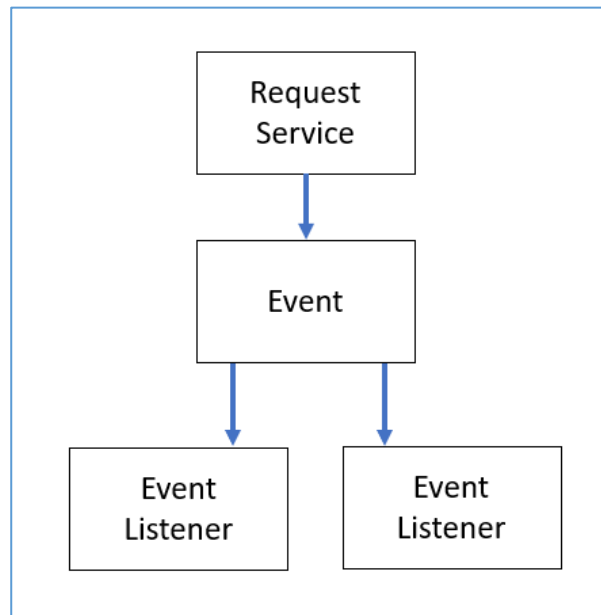 Request
Service
Event
Event
Listener
Event
Listener